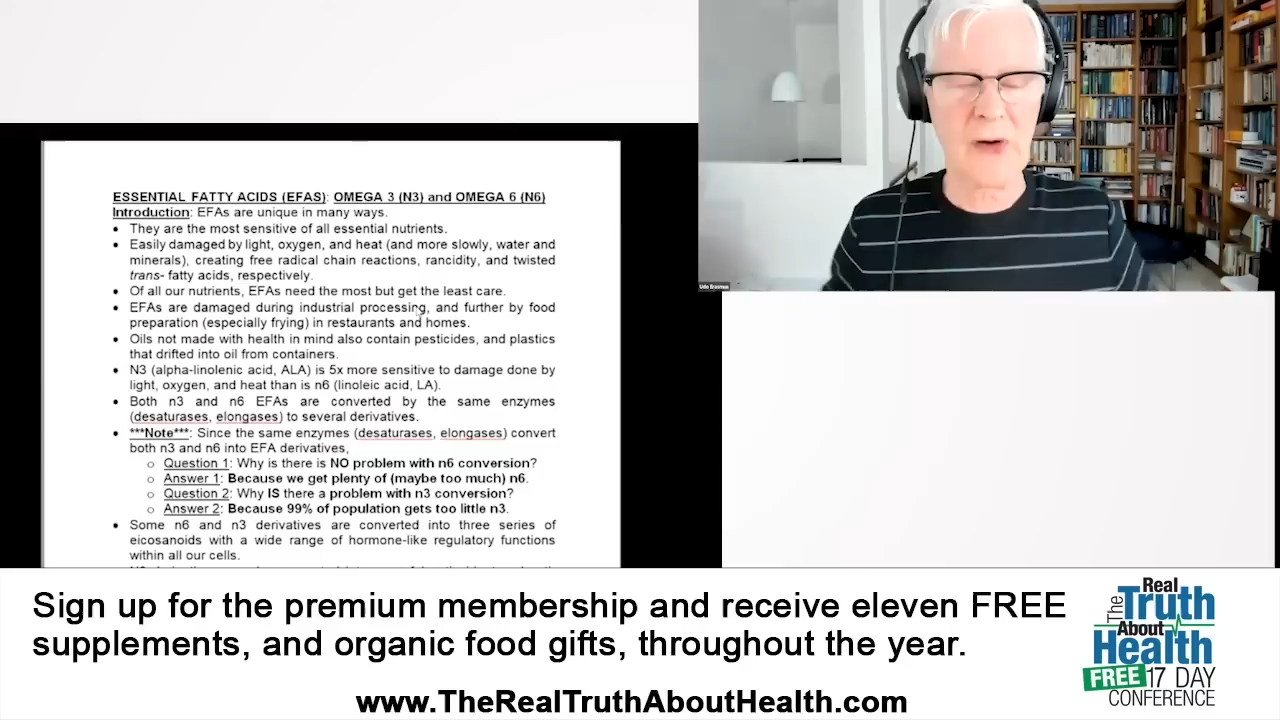 ESSENTIAL FATTY ACIDS (EFAS): OMEGA 3 (N3) and OMEGA 6 (N6)
Introduction: EFAs are unique in many ways.
• They are the most sensitive of all essential nutrients.
• Easily damaged by light, oxygen, and heat (and more slowly, water and
minerals), creating free radical chain reactions, rancidity, and twisted
trans- fatty acids, respectively.
• Of all our nutrients, EFAs need the most but get the least care.
• EFAs are damaged during industrial processing, and further by food
preparation (especially frying) in restaurants and homes.
• Oils not made with health in mind also contain pesticides, and plastics
that drifted into oil from containers.
• N3 (alpha-linolenic acid, ALA) is 5x more sensitive to damage done by
light, oxygen, and heat than is n6 (linoleic acid, LA).
• Both n3 and n6 EFAs are converted by the same enzymes
(desaturases, elongases) to several derivatives.
• ***Note***: Since the same enzymes (desaturases, elongases) convert
both n3 and n6 into EFA derivatives,
o Question 1: Why is there is NO problem with n6 conversion?
o Answer 1: Because we get plenty of (maybe too much) n6.
o Question 2: Why IS there a problem with n3 conversion?
o Answer 2: Because 99% of population gets too little n3.
• Some n6 and n3 derivatives are converted into three series of
eicosanoids with a wide range of hormone-like regulatory functions
within all our cells.
Udo Erasmus
Sign up for the premium membership and receive eleven FREE
supplements, and organic food gifts, throughout the year.
www.TheRealTruthAboutHealth.com
The Real
Truth
About
Health
FREE 17 DAY
CONFERENCE